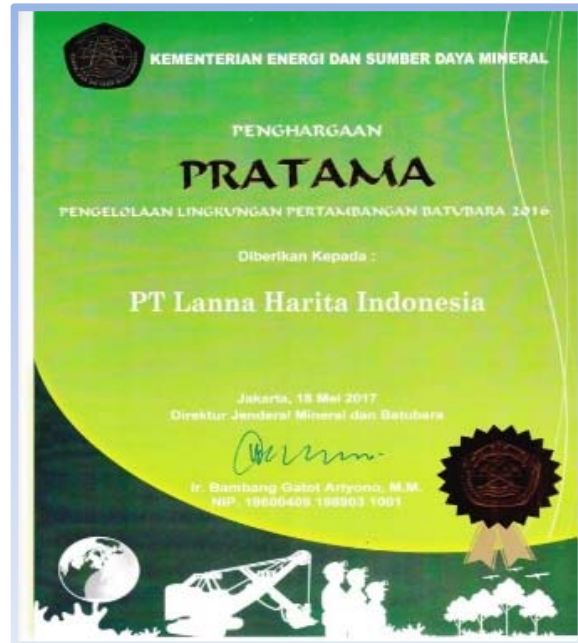 KEMENTERIAN ENERGI DAN SUMBER DAYA MINERAL
PENGHARGAAN
PRATAMA
PENGELOLAAN LINGKUNGAN PERTAMBANGAN BATUBARA 2016
Diberikan Kepada :
PT Lanna Harita Indonesia
Jakarta, 18 Mei 2017
Direktur Jenderal Mineral dan Batubara
Ir. Bambang Gatot Ariyono, M.M.
NIP. 19600409 198903 1001